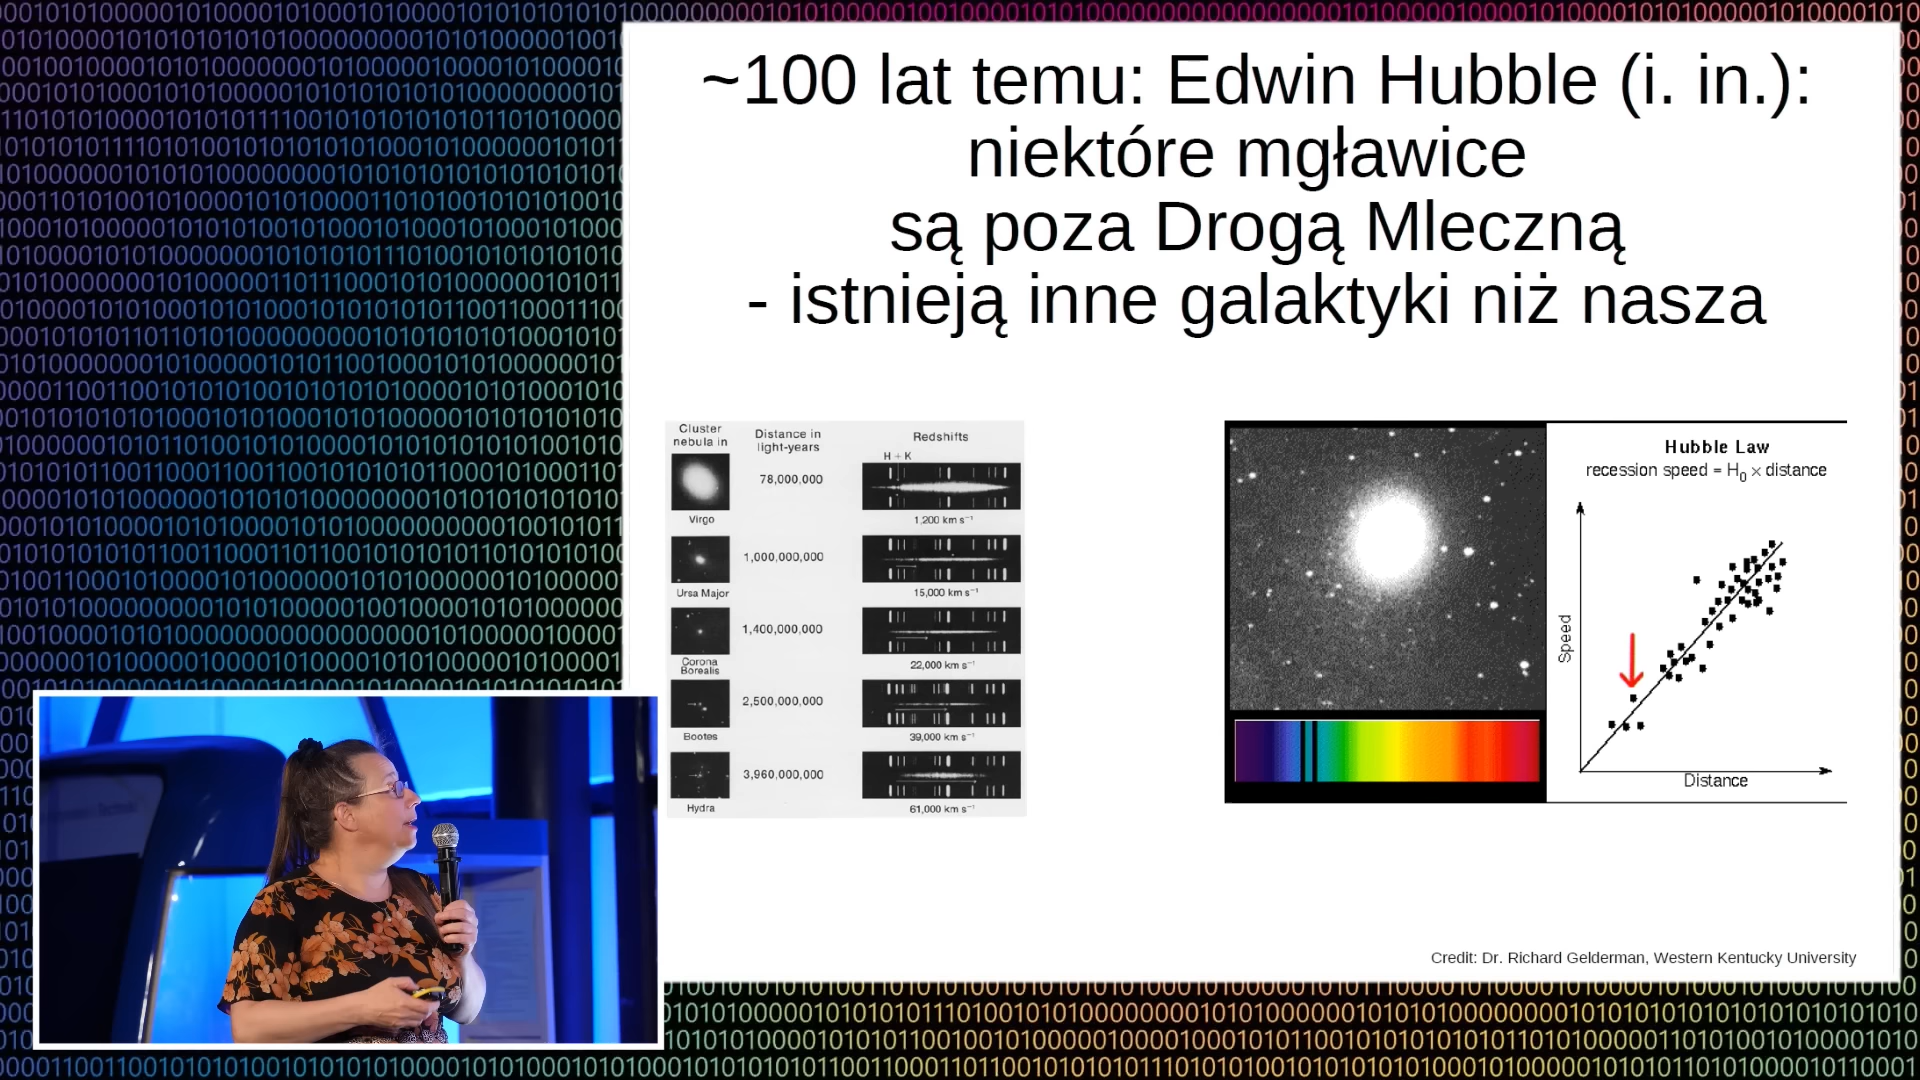 ~100 lat temu: Edwin Hubble (i. in.):
niektóre mgławice
są poza Drogą Mleczną
- istnieją inne galaktyki niż nasza
Cluster nebula in
Distance in light-years
Redshifts
H + K
78,000,000
Virgo
1,200 km s⁻¹
1,000,000,000
Ursa Major
15,000 km s⁻¹
1,400,000,000
Corona Borealis
22,000 km s⁻¹
2,500,000,000
Bootes
39,000 km s⁻¹
3,960,000,000
Hydra
61,000 km s⁻¹
Hubble Law
recession speed = H₀ × distance
Speed
Distance
Credit: Dr. Richard Gelderman, Western Kentucky University